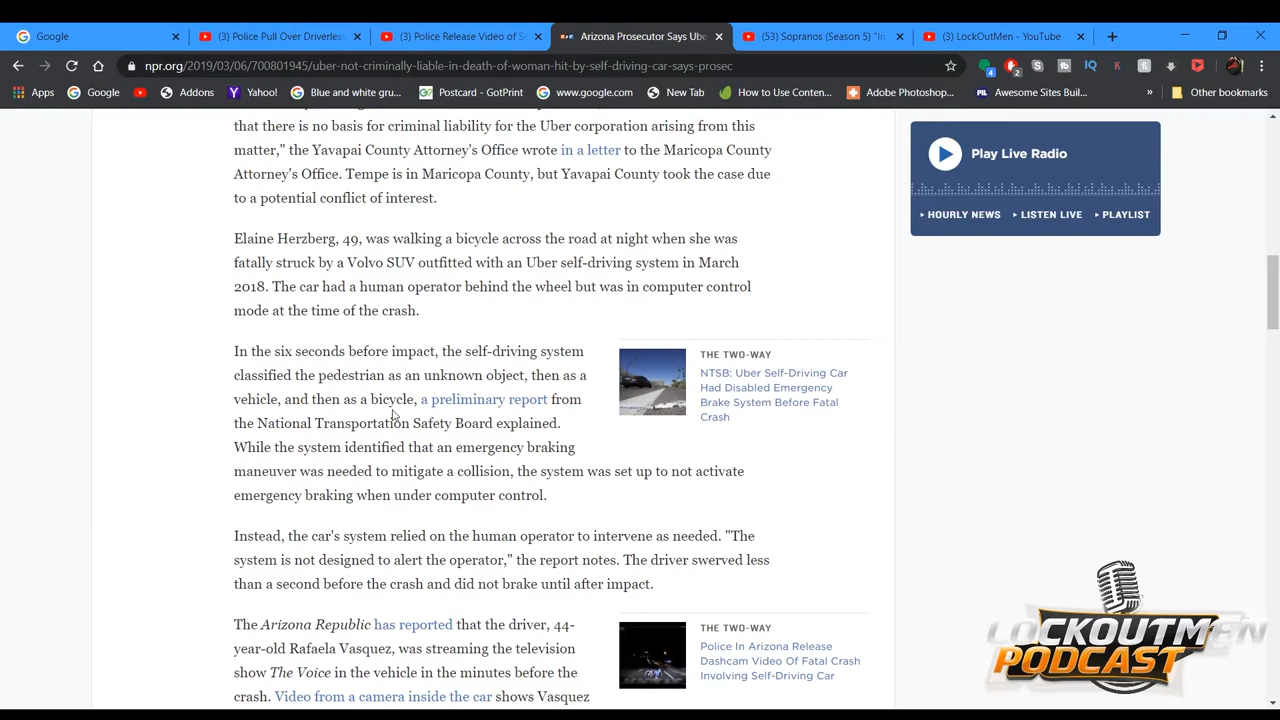 Google
(3) Police Pull Over Driverless
(3) Police Release Video of S
Arizona Prosecutor Says Ube
(53) Sopranos (Season 5) "In
(3) LockOutMen - YouTube
npr.org/2019/03/06/700801945/uber-not-criminally-liable-in-death-of-woman-hit-by-self-driving-car-says-prosec
Apps
Google
Addons
Yahoo!
Blue and white gru...
Postcard - GotPrint
www.google.com
New Tab
How to Use Conten...
Adobe Photoshop...
Awesome Sites Buil...
»
Other bookmarks
that there is no basis for criminal liability for the Uber corporation arising from this
matter," the Yavapai County Attorney's Office wrote in a letter to the Maricopa County
Attorney's Office. Tempe is in Maricopa County, but Yavapai County took the case due
to a potential conflict of interest.
Elaine Herzberg, 49, was walking a bicycle across the road at night when she was
fatally struck by a Volvo SUV outfitted with an Uber self-driving system in March
2018. The car had a human operator behind the wheel but was in computer control
mode at the time of the crash.
In the six seconds before impact, the self-driving system
classified the pedestrian as an unknown object, then as a
vehicle, and then as a bicycle, a preliminary report from
the National Transportation Safety Board explained.
While the system identified that an emergency braking
maneuver was needed to mitigate a collision, the system was set up to not activate
emergency braking when under computer control.
THE TWO-WAY
NTSB: Uber Self-Driving Car
Had Disabled Emergency
Brake System Before Fatal
Crash
Instead, the car's system relied on the human operator to intervene as needed. "The
system is not designed to alert the operator," the report notes. The driver swerved less
than a second before the crash and did not brake until after impact.
The Arizona Republic has reported that the driver, 44-
year-old Rafaela Vasquez, was streaming the television
show The Voice in the vehicle in the minutes before the
crash. Video from a camera inside the car shows Vasquez
THE TWO-WAY
Police In Arizona Release
Dashcam Video Of Fatal Crash
Involving Self-Driving Car
Play Live Radio
HOURLY NEWS
LISTEN LIVE
PLAYLIST
LOCKOUTMEN
PODCAST